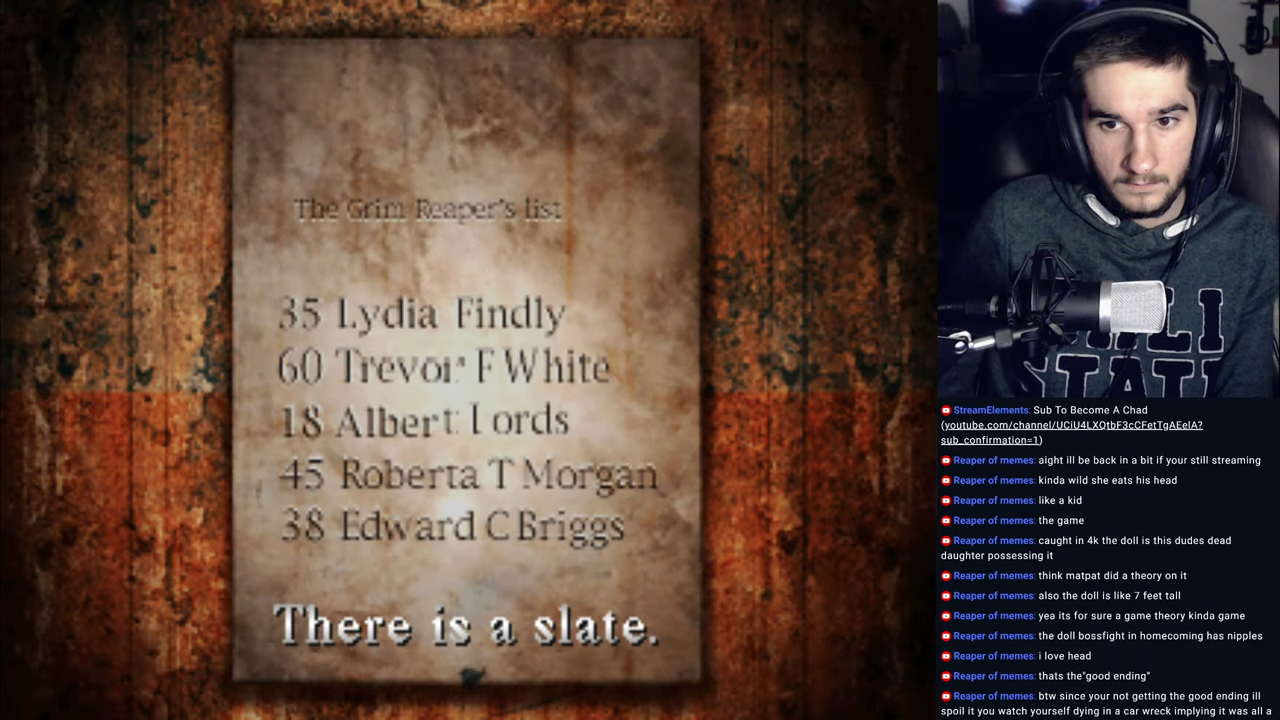 The Grim Reaper's list
35 Lydia Findly
60 Trevor F White
18 Albert Lords
45 Roberta T Morgan
38 Edward C Briggs
There is a slate.
StreamElements: Sub To Become A Chad
(youtube.com/channel/UCiU4LXQtbF3cCFetTgAEelA?
sub_confirmation=1)
Reaper of memes: aight ill be back in a bit if your still streaming
Reaper of memes: kinda wild she eats his head
Reaper of memes: like a kid
Reaper of memes: the game
Reaper of memes: caught in 4k the doll is this dudes dead
daughter possessing it
Reaper of memes: think matpat did a theory on it
Reaper of memes: also the doll is like 7 feet tall
Reaper of memes: yea its for sure a game theory kinda game
Reaper of memes: the doll bossfight in homecoming has nipples
Reaper of memes: i love head
Reaper of memes: thats the"good ending"
Reaper of memes: btw since your not getting the good ending ill
spoil it you watch yourself dying in a car wreck implying it was all a